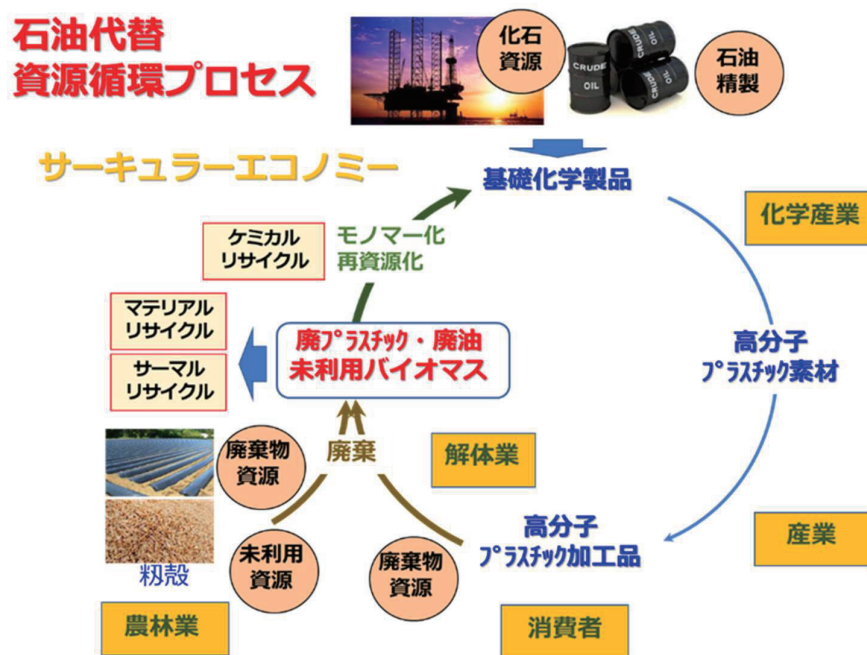 石油代替
資源循環プロセス
化石
資源
CRUDE
OIL
CRUDE
OIL
CRUDE
OIL
石油
精製
サーキュラーエコノミー
基礎化学製品
化学産業
ケミカル
リサイクル
モノマー化
再資源化
マテリアル
リサイクル
サーマル
リサイクル
廃プラスチック・廃油
未利用バイオマス
高分子
プラスチック素材
廃棄物
資源
廃棄
解体業
高分子
プラスチック加工品
産業
籾殻
未利用
資源
廃棄物
資源
農林業
消費者